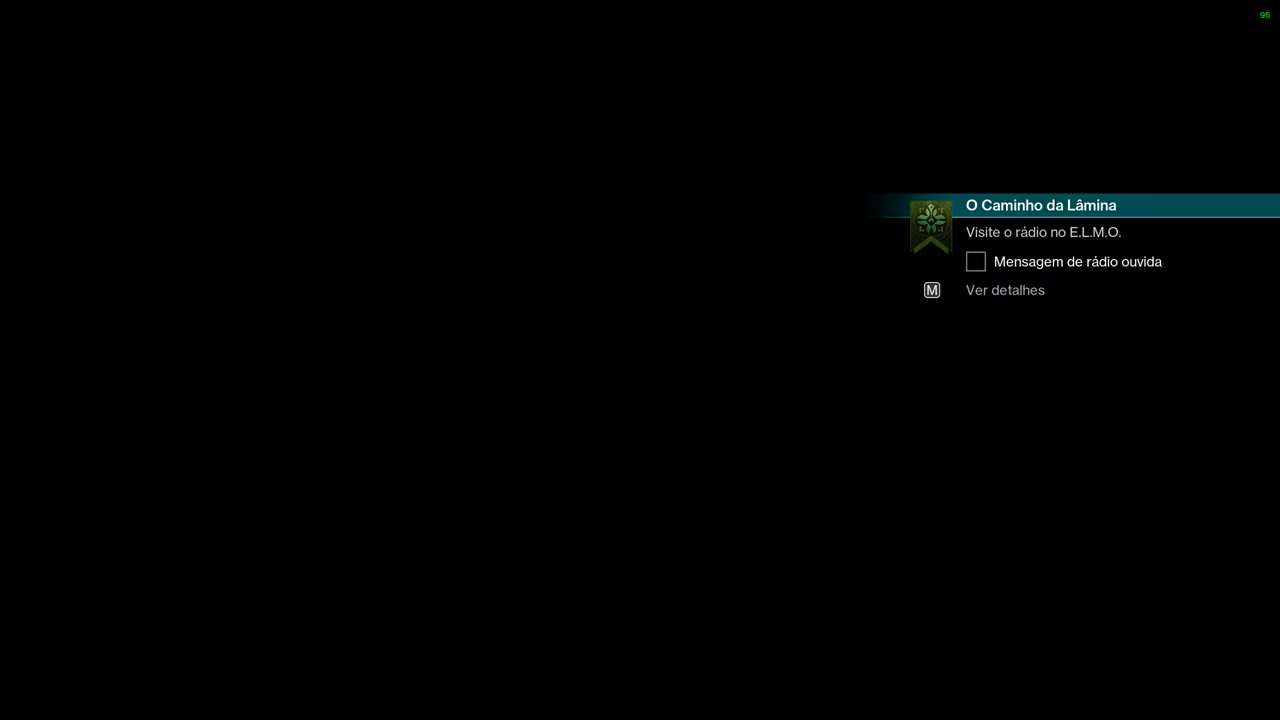 96
O Caminho da Lâmina
Visite o rádio no E.L.M.O.
Mensagem de rádio ouvida
M Ver detalhes